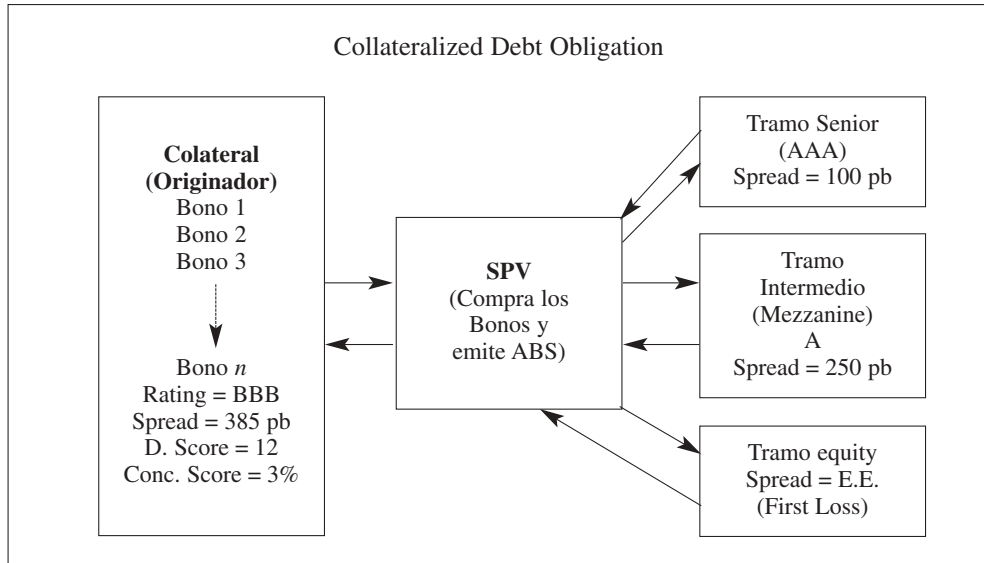 Collateralized Debt Obligation
Colateral
(Originador)
Bono 1
Bono 2
Bono 3
Bono n
Rating = BBB
Spread = 385 pb
D. Score = 12
Conc. Score = 3%
SPV
(Compra los
Bonos y
emite ABS)
Tramo Senior
(AAA)
Spread = 100 pb
Tramo
Intermedio
(Mezzanine)
A
Spread = 250 pb
Tramo equity
Spread = E.E.
(First Loss)